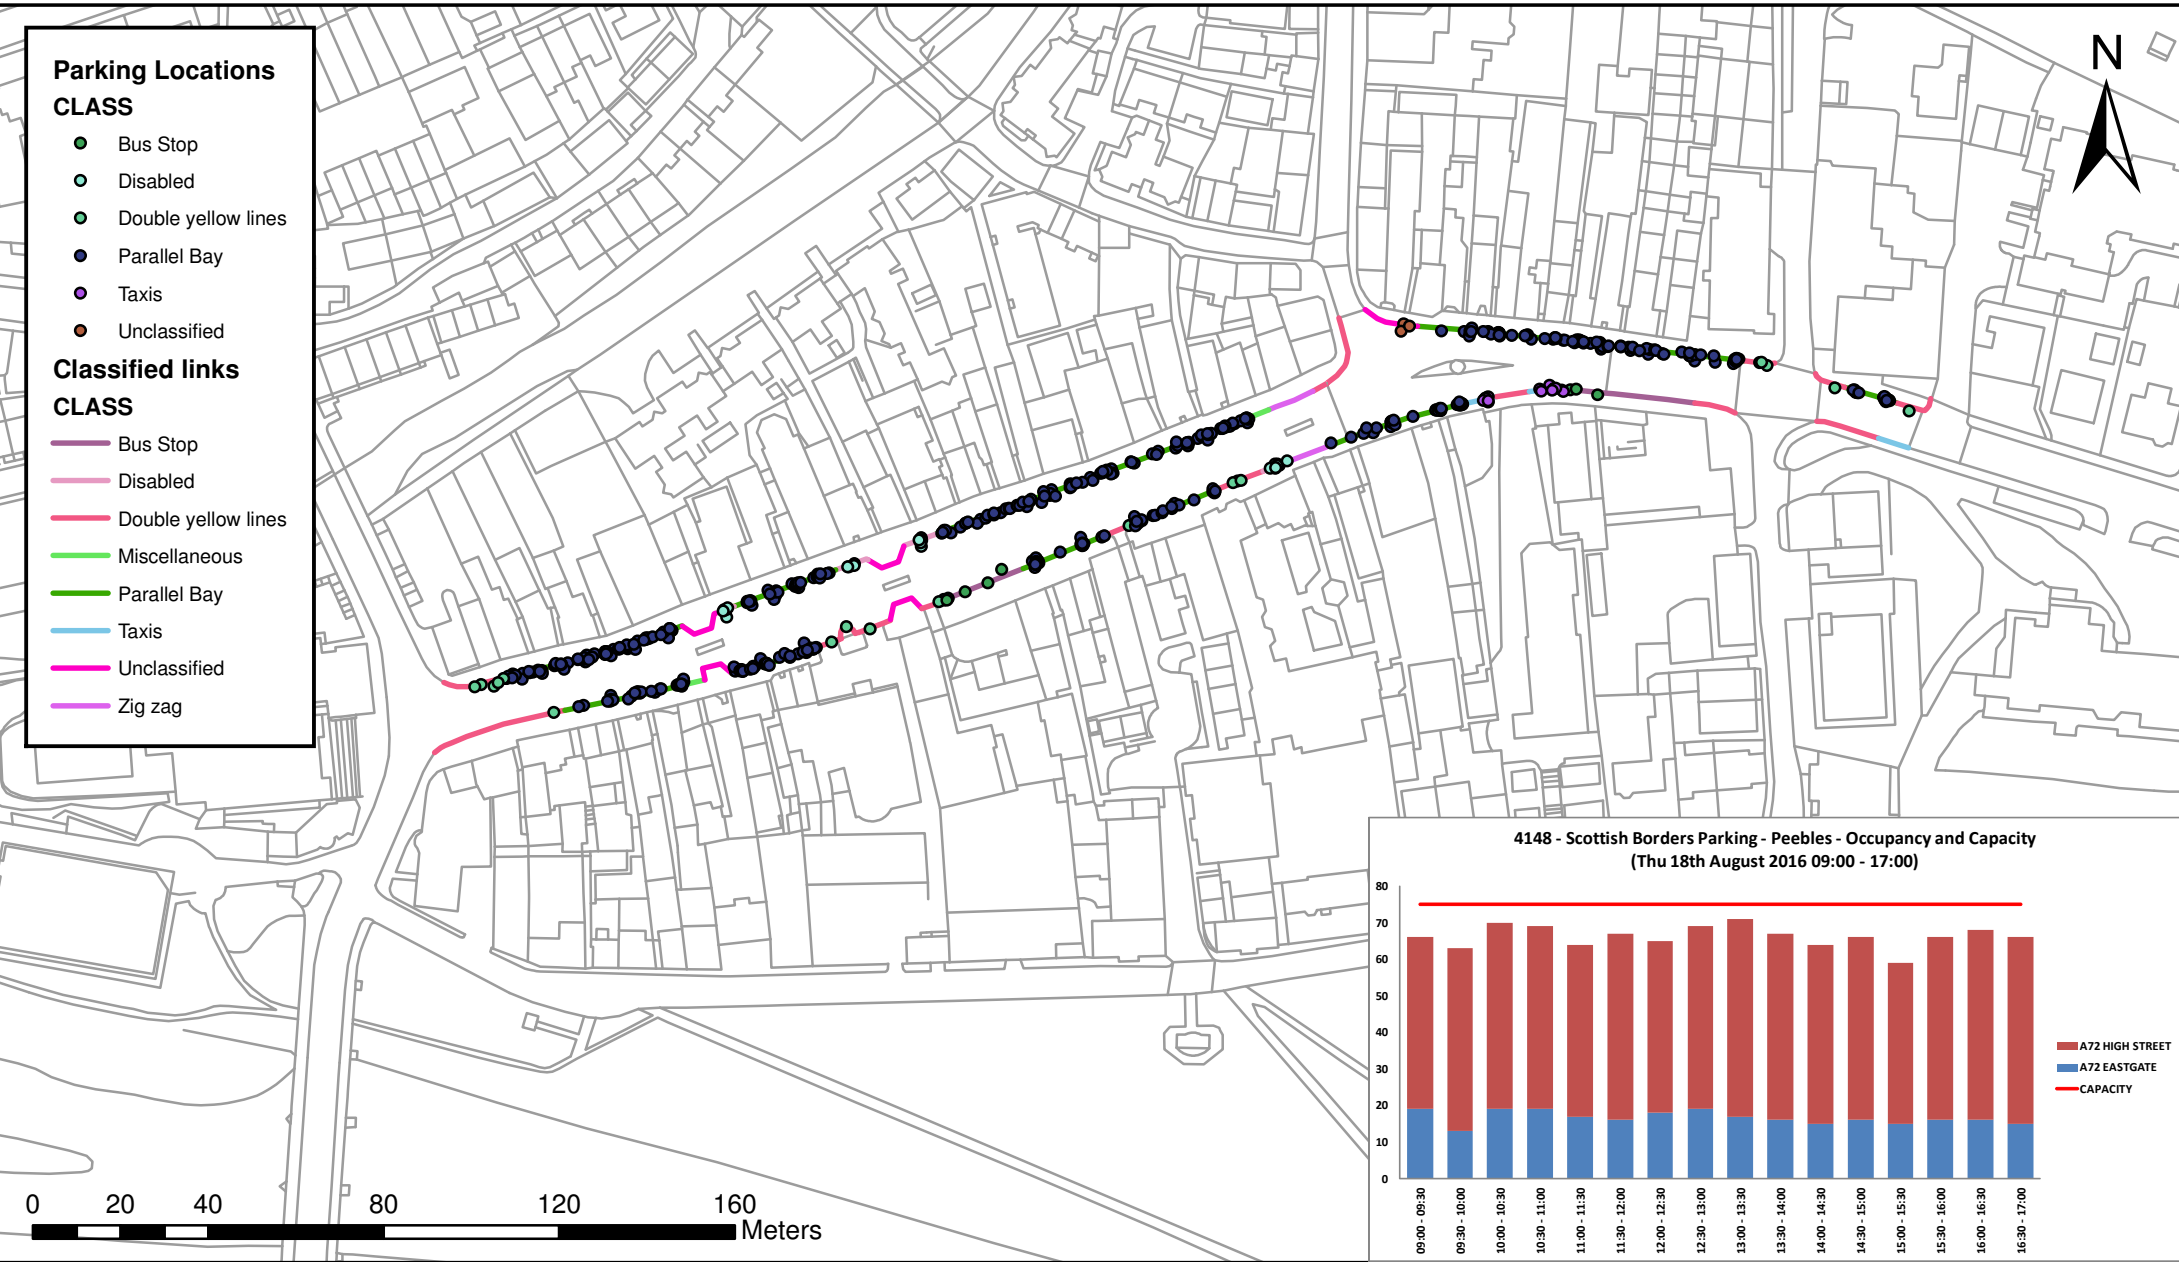 Parking Locations
CLASS
Bus Stop
Disabled
Double yellow lines
Parallel Bay
Taxis
Unclassified
Classified links
CLASS
Bus Stop
Disabled
Double yellow lines
Miscellaneous
Parallel Bay
Taxis
Unclassified
Zig zag
N
0 20 40 80 120 160
Meters
4148 - Scottish Borders Parking - Peebles - Occupancy and Capacity
(Thu 18th August 2016 09:00 - 17:00)
80
70
60
50
40
30
20
10
0
A72 HIGH STREET
A72 EASTGATE
CAPACITY
09:00 - 09:30
09:30 - 10:00
10:00 - 10:30
10:30 - 11:00
11:00 - 11:30
11:30 - 12:00
12:00 - 12:30
12:30 - 13:00
13:00 - 13:30
13:30 - 14:00
14:00 - 14:30
14:30 - 15:00
15:00 - 15:30
15:30 - 16:00
16:00 - 16:30
16:30 - 17:00